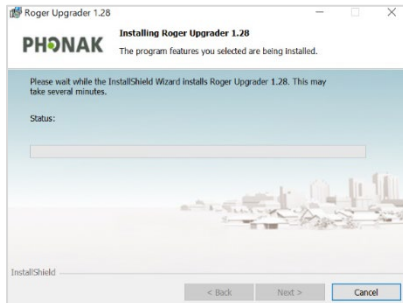 Roger Upgrader 1.28
PHONAK
Installing Roger Upgrader 1.28
The program features you selected are being installed.
Please wait while the InstallShield Wizard installs Roger Upgrader 1.28. This may
take several minutes.
Status:
InstallShield
< Back
Next >
Cancel